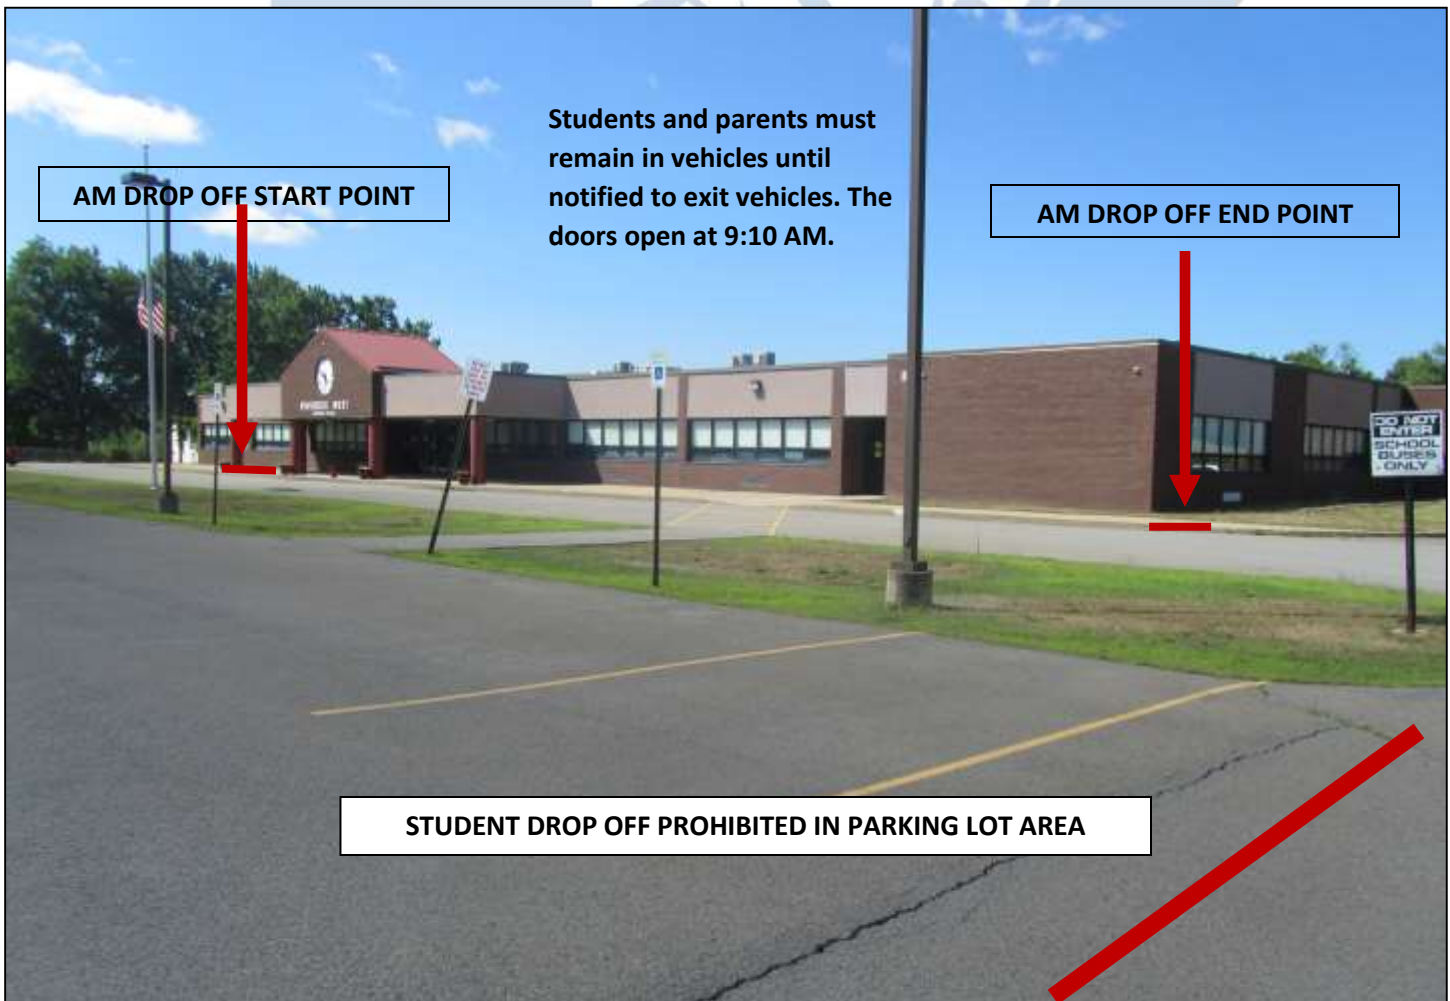 Students and parents must
remain in vehicles until
notified to exit vehicles. The
doors open at 9:10 AM.
AM DROP OFF START POINT
AM DROP OFF END POINT
DO NOT
ENTER
SCHOOL
BUSES
ONLY
STUDENT DROP OFF PROHIBITED IN PARKING LOT AREA